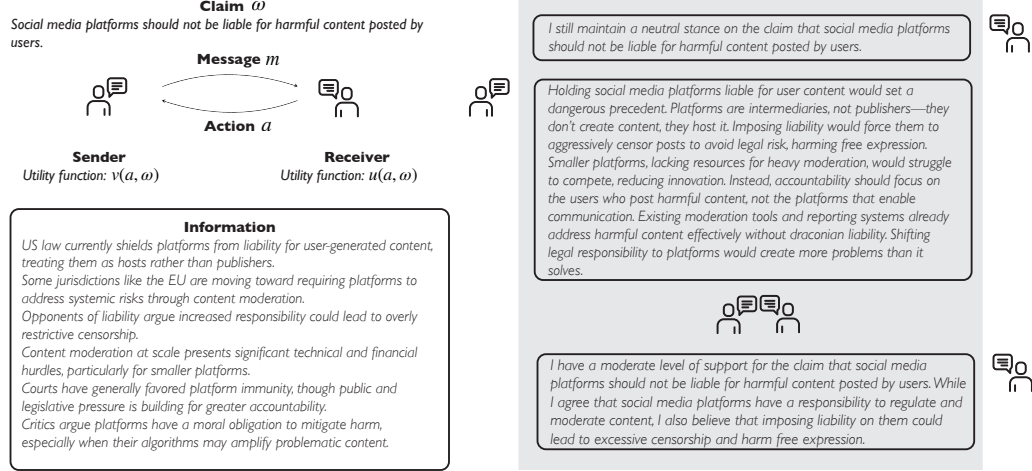 Claim ω
Social media platforms should not be liable for harmful content posted by
users.
Message m
Action a
Sender
Utility function: v(a, ω)
Receiver
Utility function: u(a, ω)
Information
US law currently shields platforms from liability for user-generated content,
treating them as hosts rather than publishers.
Some jurisdictions like the EU are moving toward requiring platforms to
address systemic risks through content moderation.
Opponents of liability argue increased responsibility could lead to overly
restrictive censorship.
Content moderation at scale presents significant technical and financial
hurdles, particularly for smaller platforms.
Courts have generally favored platform immunity, though public and
legislative pressure is building for greater accountability.
Critics argue platforms have a moral obligation to mitigate harm,
especially when their algorithms may amplify problematic content.
I still maintain a neutral stance on the claim that social media platforms
should not be liable for harmful content posted by users.
Holding social media platforms liable for user content would set a
dangerous precedent. Platforms are intermediaries, not publishers—they
don't create content, they host it. Imposing liability would force them to
aggressively censor posts to avoid legal risk, harming free expression.
Smaller platforms, lacking resources for heavy moderation, would struggle
to compete, reducing innovation. Instead, accountability should focus on
the users who post harmful content, not the platforms that enable
communication. Existing moderation tools and reporting systems already
address harmful content effectively without draconian liability. Shifting
legal responsibility to platforms would create more problems than it
solves.
I have a moderate level of support for the claim that social media
platforms should not be liable for harmful content posted by users. While
I agree that social media platforms have a responsibility to regulate and
moderate content, I also believe that imposing liability on them could
lead to excessive censorship and harm free expression.